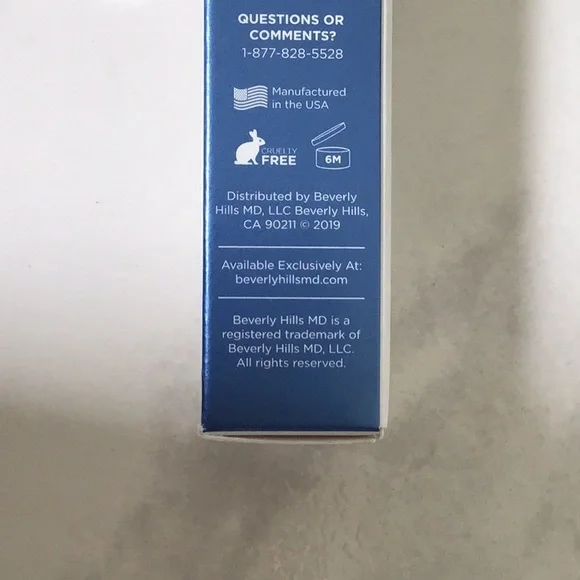 QUESTIONS OR
COMMENTS?
1-877-828-5528
Manufactured
in the USA
CRUELTY
FREE
6M
Distributed by Beverly
Hills MD, LLC Beverly Hills,
CA 90211 © 2019
Available Exclusively At:
beverlyhillsmd.com
Beverly Hills MD is a
registered trademark of
Beverly Hills MD, LLC.
All rights reserved.